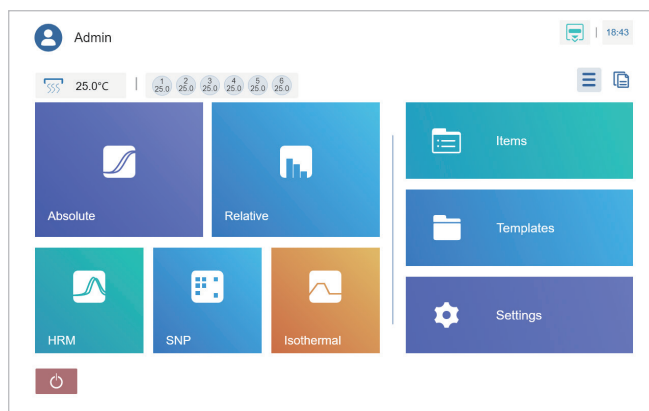 Admin
18:43
25.0°C
1 2 3 4 5 6
25.0 25.0 25.0 25.0 25.0 25.0
Absolute
Relative
HRM
SNP
Isothermal
Items
Templates
Settings